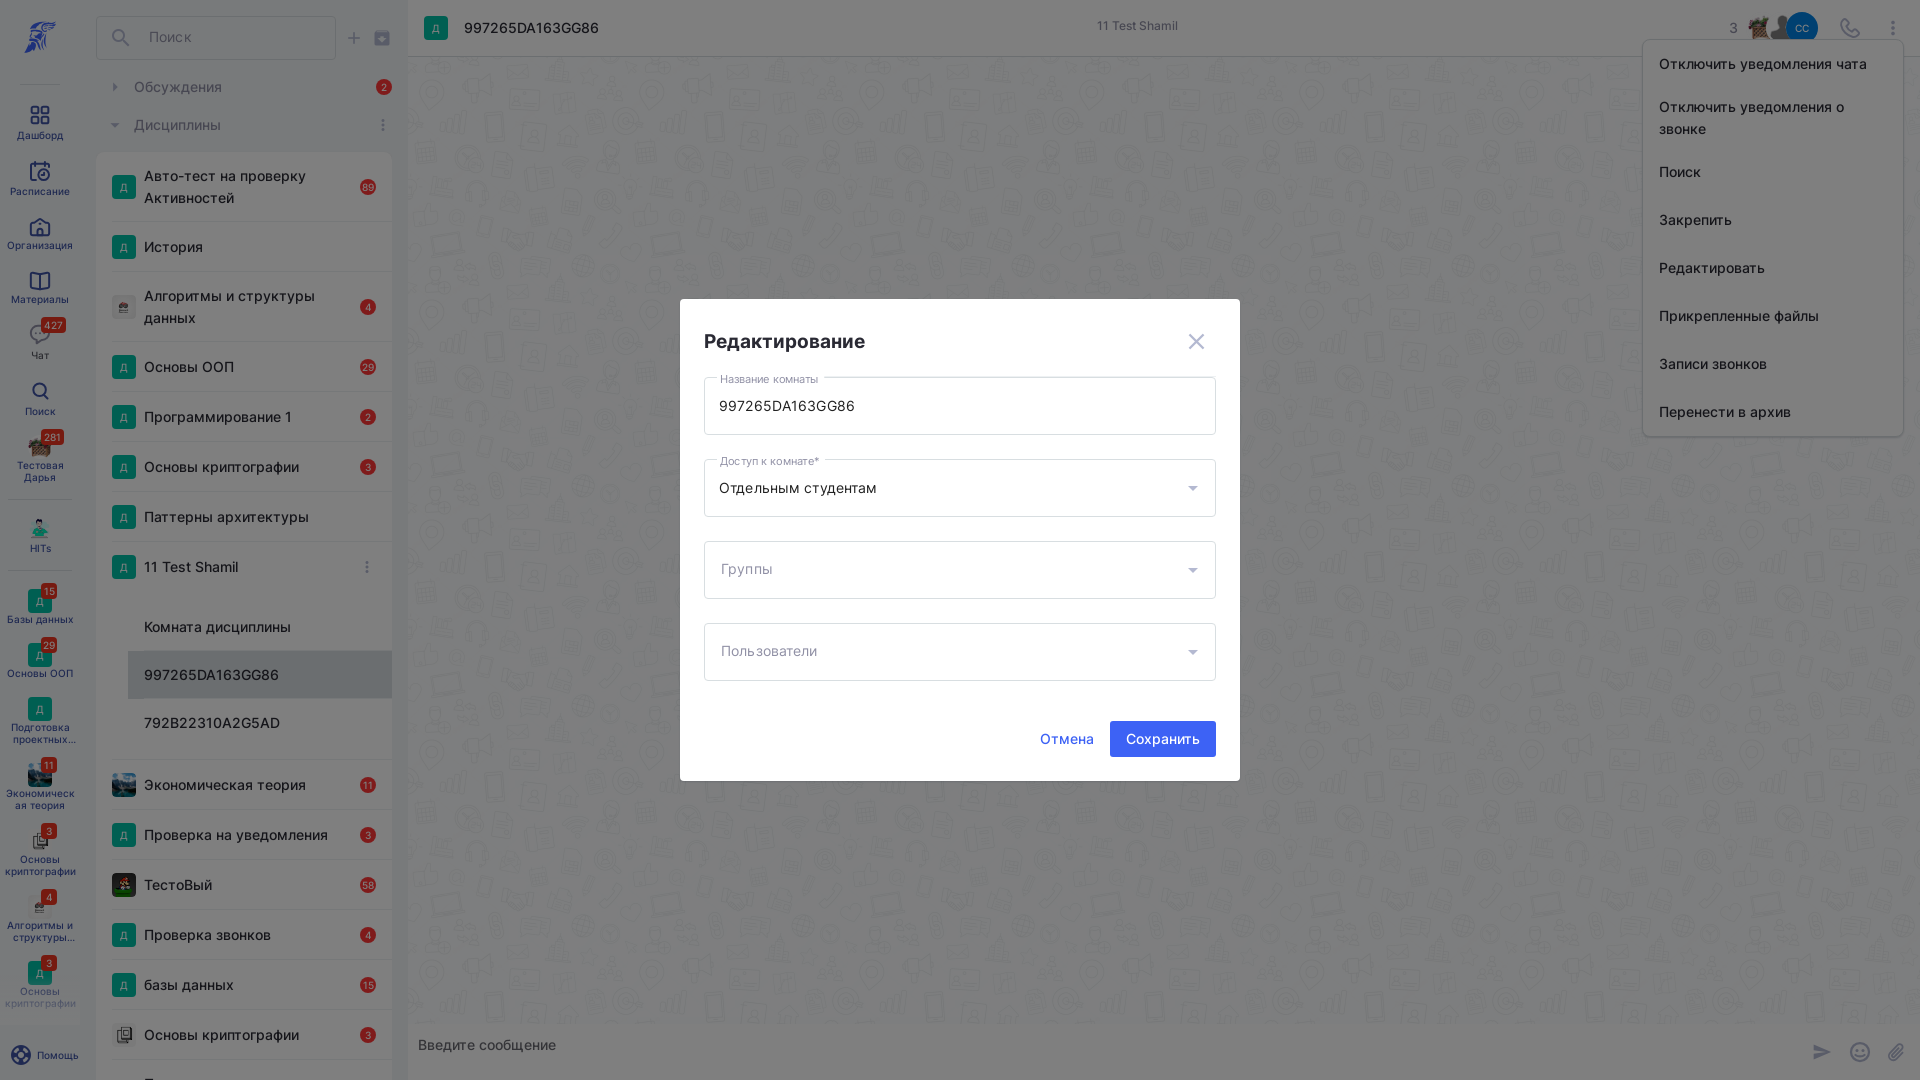 Поиск
Обсуждения
2
Дисциплины
Дашборд
Расписание
Организация
Материалы
427
Чат
Поиск
281
Тестовая
Дарья
HITs
15
Д
Базы данных
29
Д
Основы ООП
Д
Подготовка
проектных...
11
Экономическ
ая теория
3
Основы
криптографии
4
Алгоритмы и
структуры...
3
Д
Основы
криптографии
Помощь
Д
Авто-тест на проверку
Активностей
89
Д
История
Алгоритмы и структуры
данных
4
Д
Основы ООП
29
Д
Программирование 1
2
Д
Основы криптографии
3
Д
Паттерны архитектуры
Д
11 Test Shamil
Комната дисциплины
997265DA163GG86
792B22310A2G5AD
Экономическая теория
11
Д
Проверка на уведомления
3
ТестоВый
58
Д
Проверка звонков
4
Д
базы данных
15
Основы криптографии
3
Д
997265DA163GG86
11 Test Shamil
3
СС
Отключить уведомления чата
Отключить уведомления о
звонке
Поиск
Закрепить
Редактировать
Прикрепленные файлы
Записи звонков
Перенести в архив
Редактирование
Название комнаты
997265DA163GG86
Доступ к комнате*
Отдельным студентам
Группы
Пользователи
Отмена
Сохранить
Введите сообщение